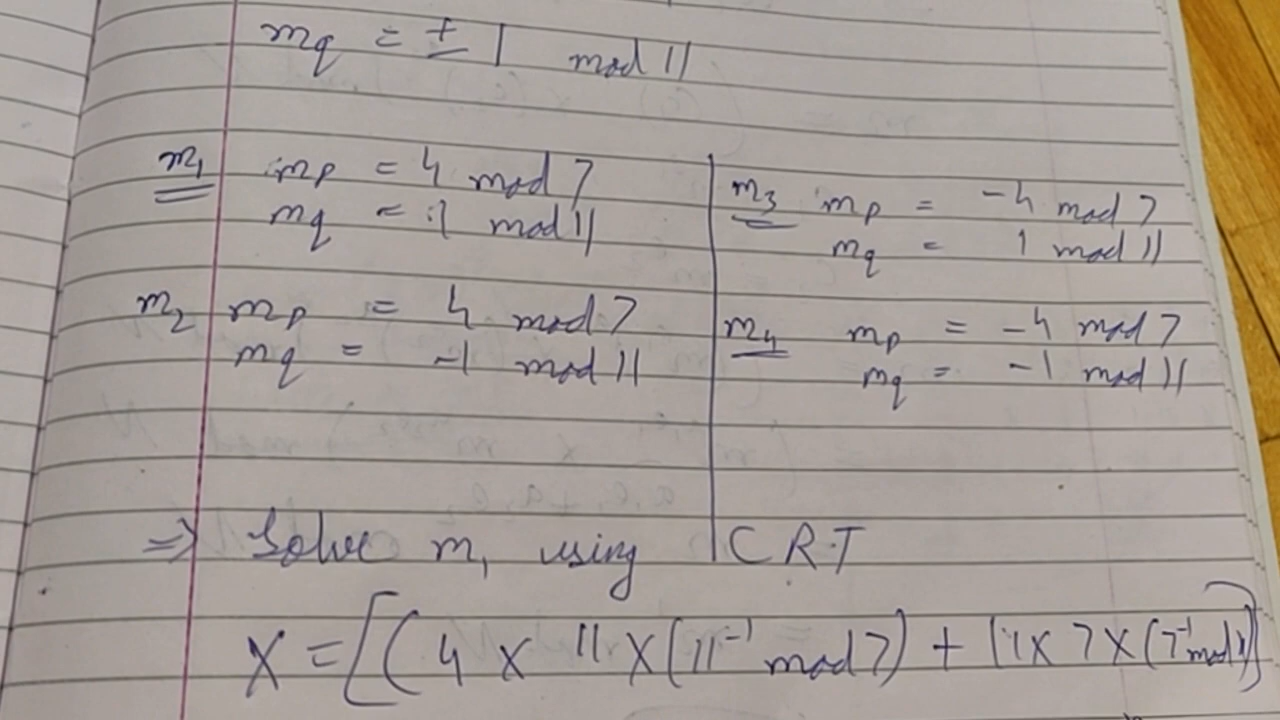 mq = ± 1 mod 11
m1 mp = 4 mod 7
mq = 1 mod 11
m2 mp = 4 mod 7
mq = -1 mod 11
m3 mp = -4 mod 7
mq = 1 mod 11
m4 mp = -4 mod 7
mq = -1 mod 11
=> Solve m1 using C R T
X = [(4 x 11 x (11^-1 mod 7) + (1 x 7 x (7^-1 mod 11)]